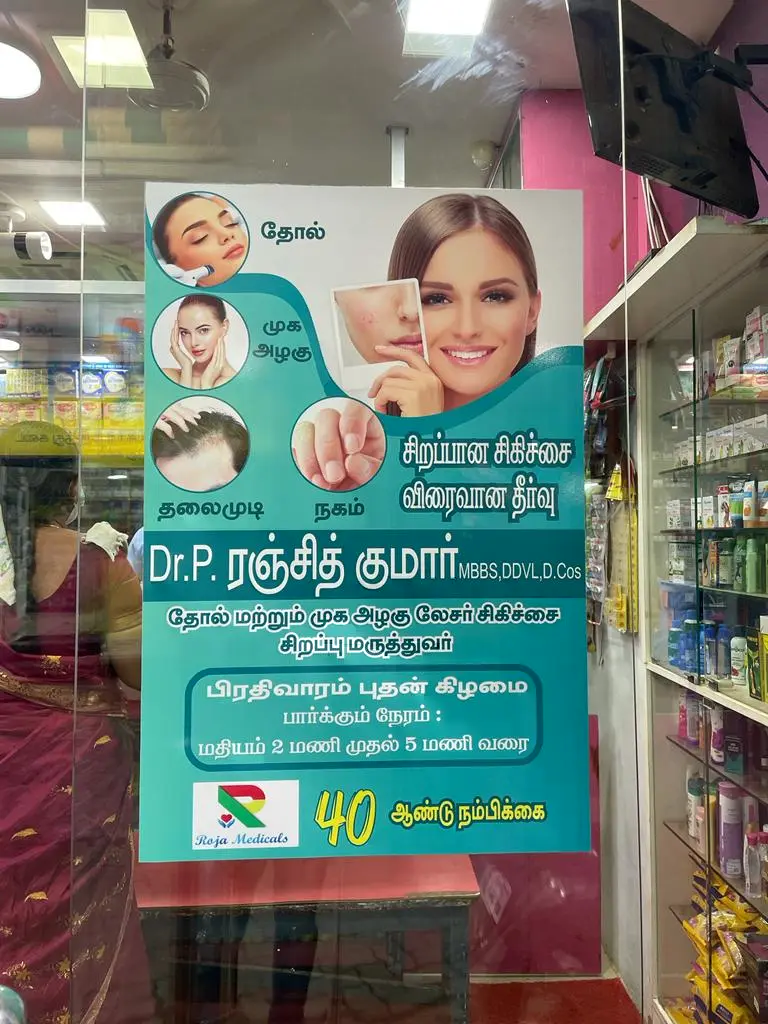 தோல்
முக
அழகு
தலைமுடி
நகம்
சிறப்பான சிகிச்சை
விரைவான தீர்வு
Dr.P. ரஞ்சித் குமார் MBBS,DDVL,D.Cos
தோல் மற்றும் முக அழகு லேசர் சிகிச்சை
சிறப்பு மருத்துவர்
பிரதிவாரம் புதன் கிழமை
பார்க்கும் நேரம் :
மதியம் 2 மணி முதல் 5 மணி வரை
Roja Medicals
40 ஆண்டு நம்பிக்கை